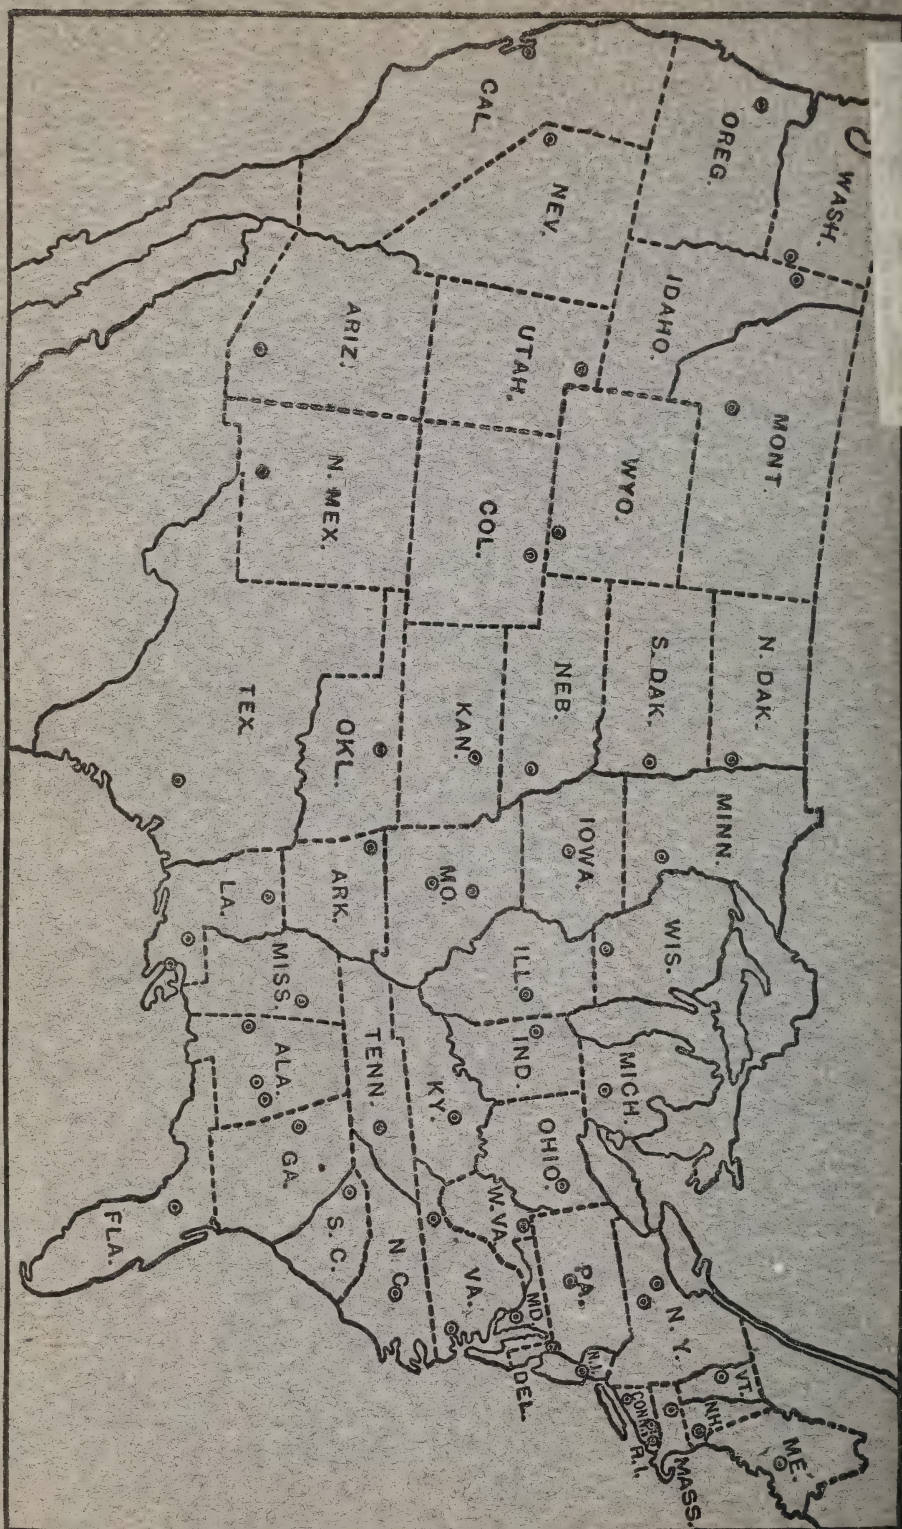 WASH.
OREG.
CAL.
NEV.
IDAHO.
MONT.
UTAH.
ARIZ.
WYO.
COL.
N. MEX.
N. DAK.
S. DAK.
NEB.
KAN.
OKL.
TEX.
MINN.
IOWA.
MO.
ARK.
LA.
WIS.
ILL.
MISS.
MICH.
IND.
OHIO.
KY.
TENN.
ALA.
GA.
FLA.
S. C.
N. C.
VA.
W. VA.
MD.
DEL.
PA.
N. J.
N. Y.
CONN.
R. I.
MASS.
VT.
N.H.
ME.